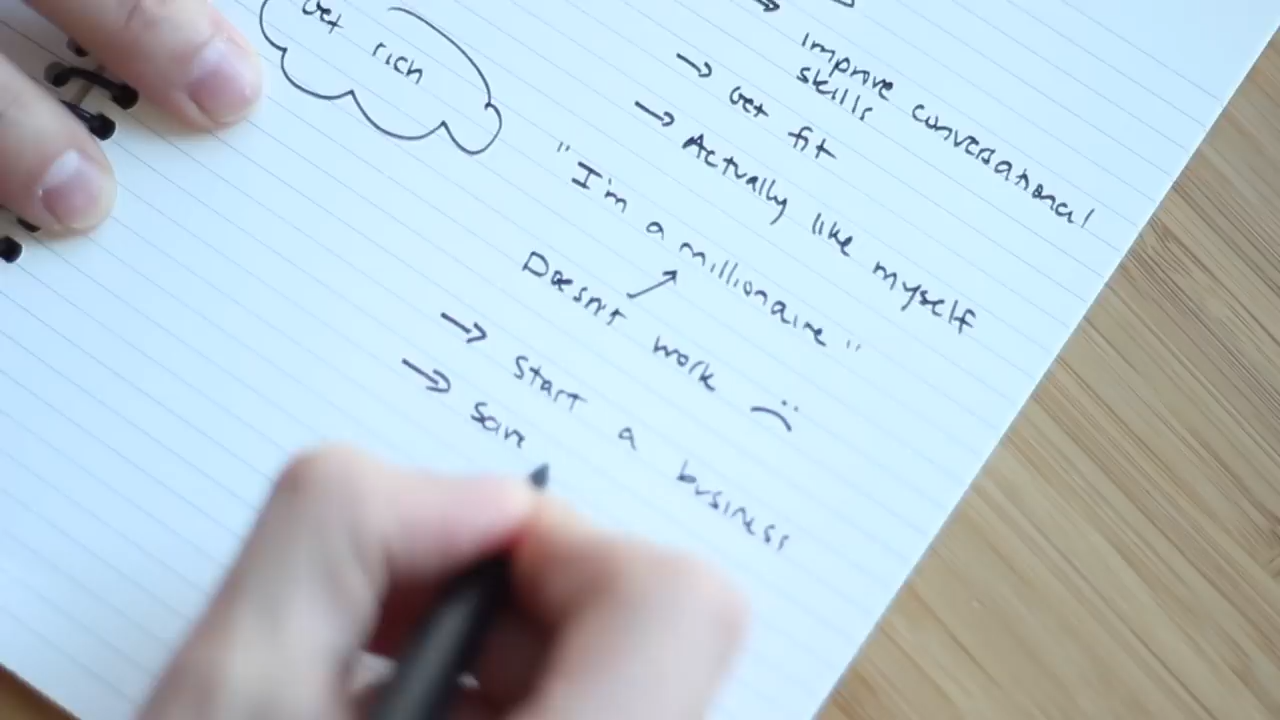 Get rich
→ improve conversational
skills
→ Get fit
→ Actually like myself
"I'm a millionaire"
Doesn't work :(
→ Start a business
→ Save